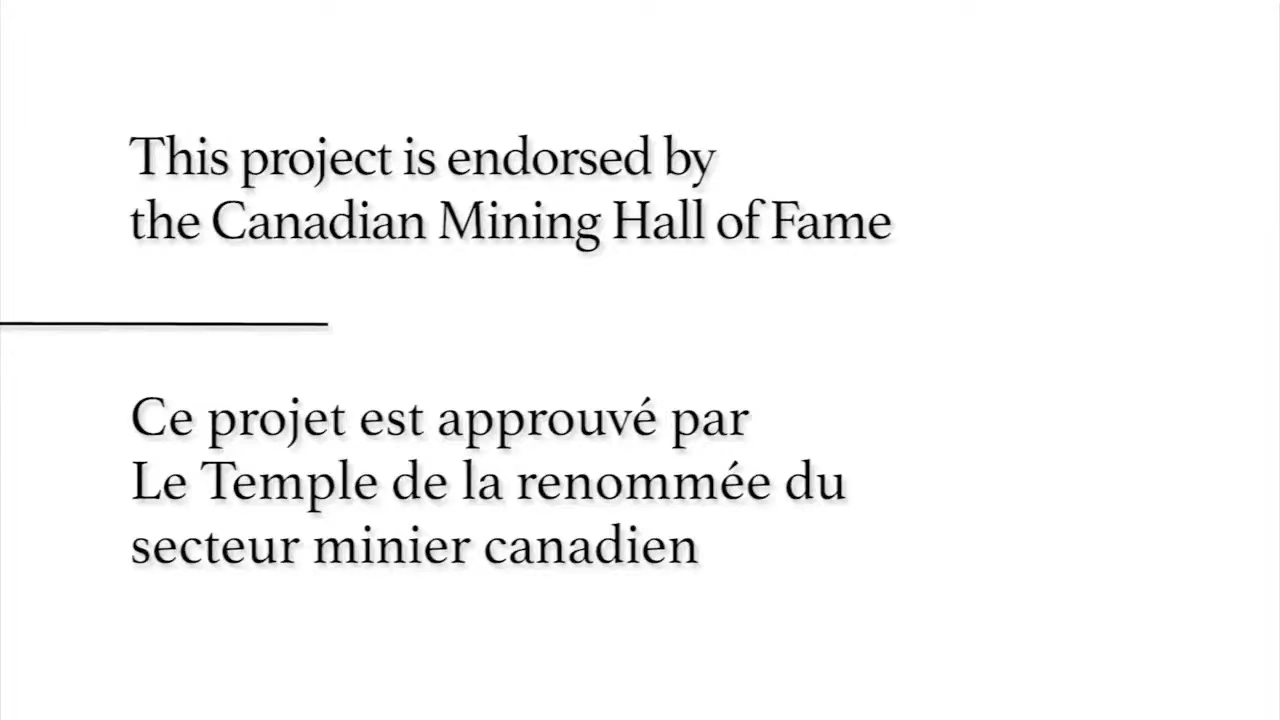 This project is endorsed by
the Canadian Mining Hall of Fame
Ce projet est approuvé par
Le Temple de la renommée du
secteur minier canadien